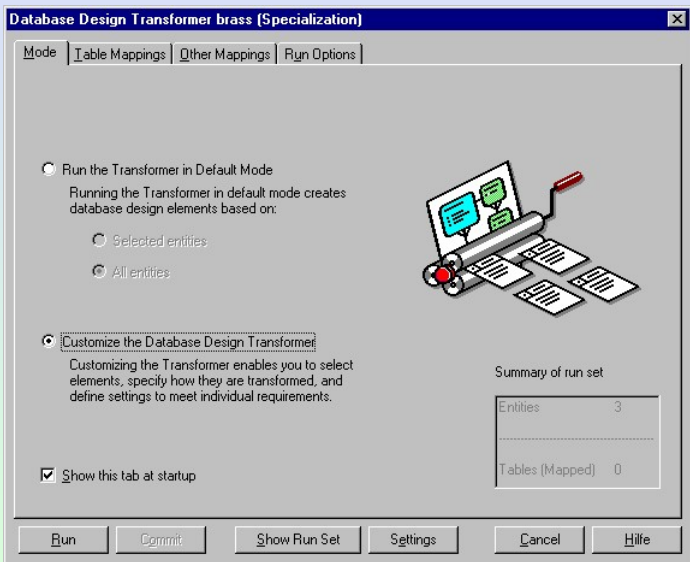 Database Design Transformer brass (Specialization)
Mode Table Mappings Other Mappings Run Options
Run the Transformer in Default Mode
Running the Transformer in default mode creates
database design elements based on:
Selected entities
All entities
Customize the Database Design Transformer
Customizing the Transformer enables you to select
elements, specify how they are transformed, and
define settings to meet individual requirements.
Summary of run set
Entities 3
Tables (Mapped) 0
Show this tab at startup
Run Commit Show Run Set Settings Cancel Hilfe